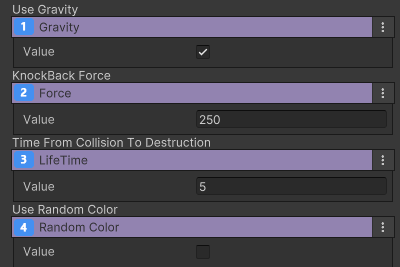 Use Gravity
1 Gravity
Value
KnockBack Force
2 Force
Value 250
Time From Collision To Destruction
3 LifeTime
Value 5
Use Random Color
4 Random Color
Value